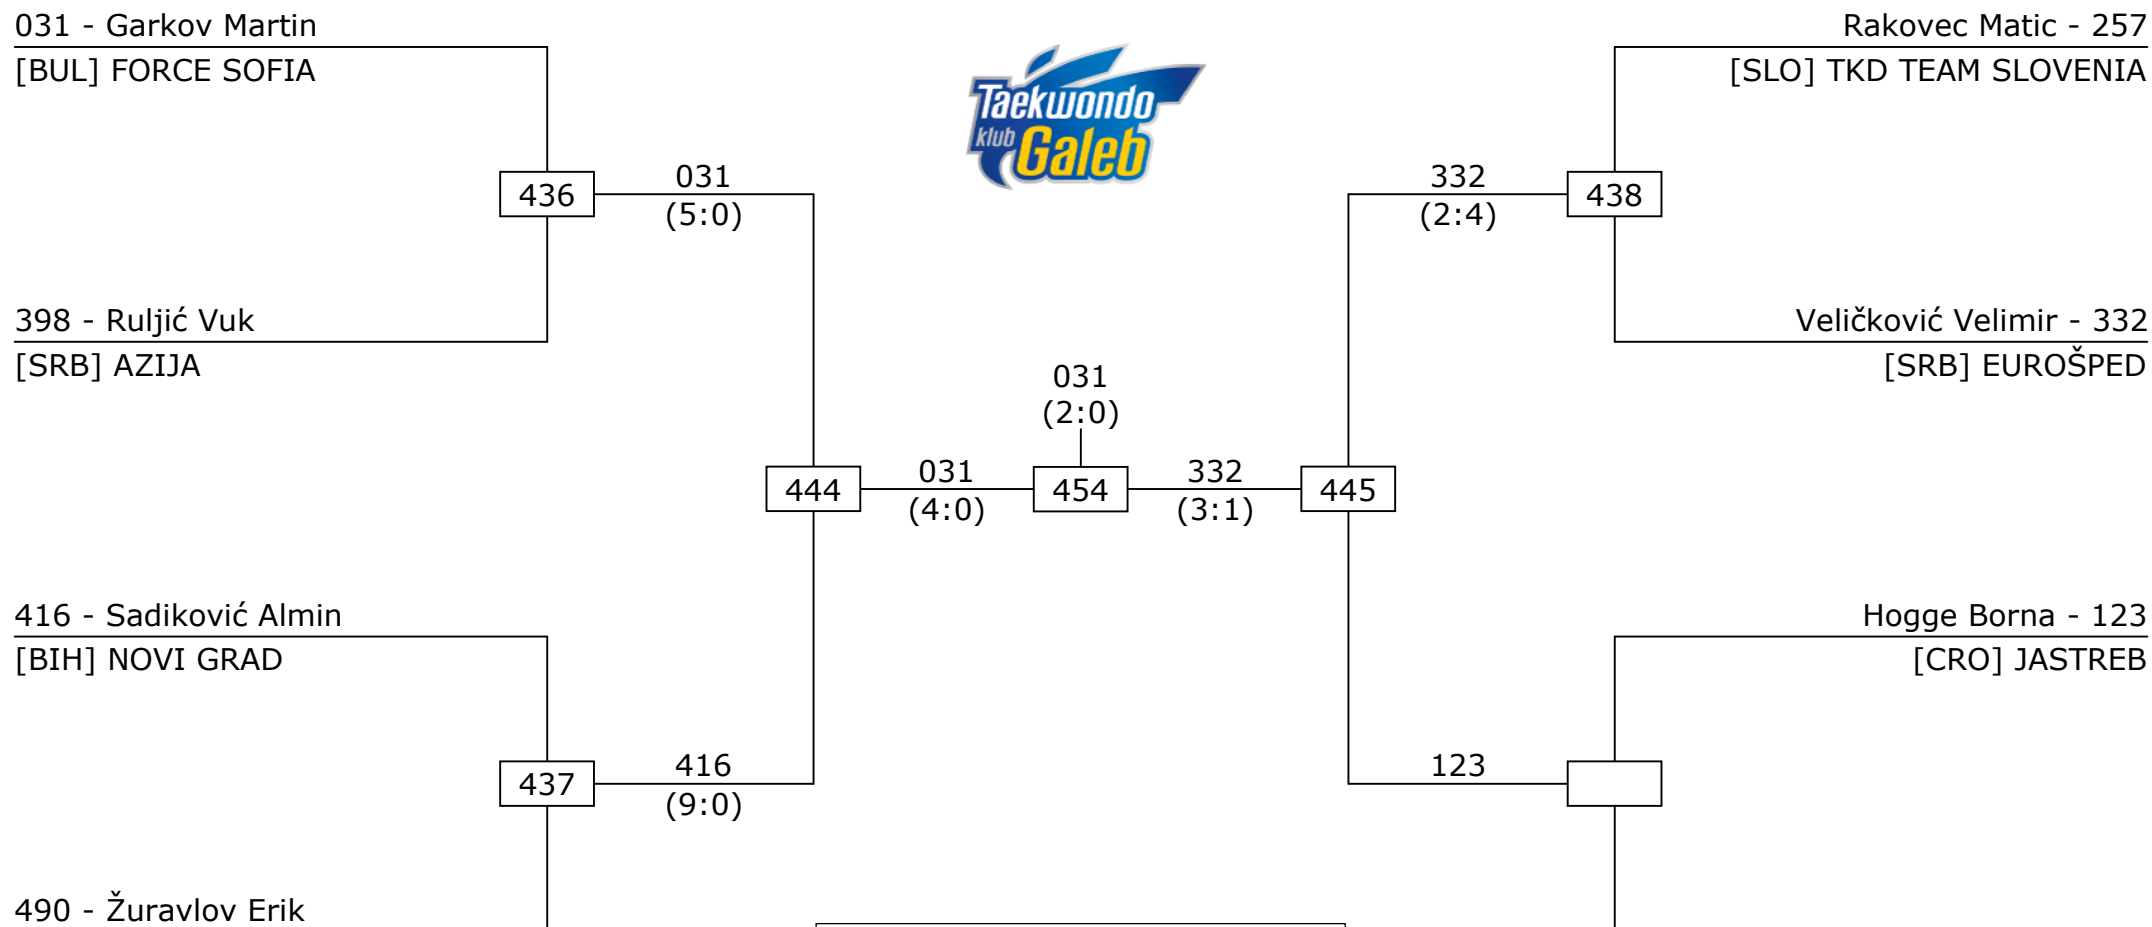 031 - Garkov Martin
[BUL] FORCE SOFIA
Rakovec Matic - 257
[SLO] TKD TEAM SLOVENIA
Taekwondo
klub Galeb
436
031
(5:0)
332
(2:4)
438
398 - Ruljić Vuk
[SRB] AZIJA
Veličković Velimir - 332
[SRB] EUROŠPED
031
(2:0)
444
031
(4:0)
454
332
(3:1)
445
416 - Sadiković Almin
[BIH] NOVI GRAD
Hogge Borna - 123
[CRO] JASTREB
437
416
(9:0)
123
490 - Žuravlov Erik